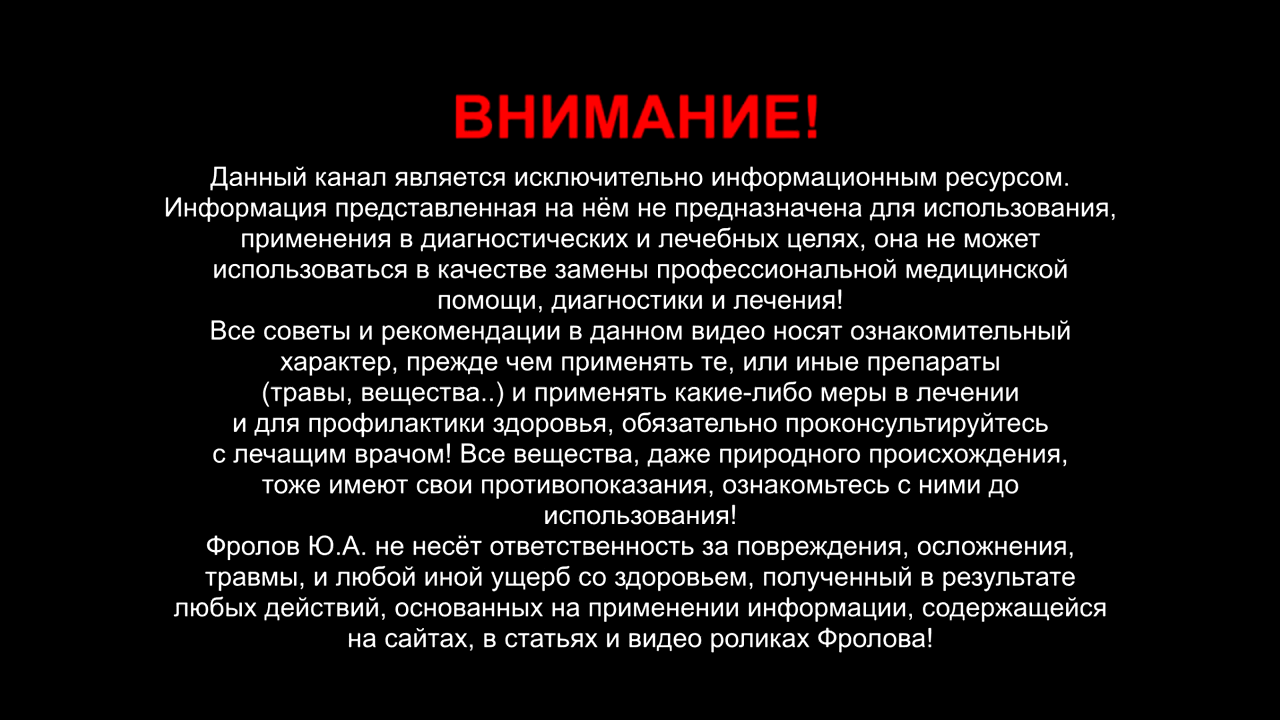 ВНИМАНИЕ!
Данный канал является исключительно информационным ресурсом.
Информация представленная на нём не предназначена для использования,
применения в диагностических и лечебных целях, она не может
использоваться в качестве замены профессиональной медицинской
помощи, диагностики и лечения!
Все советы и рекомендации в данном видео носят ознакомительный
характер, прежде чем применять те, или иные препараты
(травы, вещества..) и применять какие-либо меры в лечении
и для профилактики здоровья, обязательно проконсультируйтесь
с лечащим врачом! Все вещества, даже природного происхождения,
тоже имеют свои противопоказания, ознакомьтесь с ними до
использования!
Фролов Ю.А. не несёт ответственность за повреждения, осложнения,
травмы, и любой иной ущерб со здоровьем, полученный в результате
любых действий, основанных на применении информации, содержащейся
на сайтах, в статьях и видео роликах Фролова!